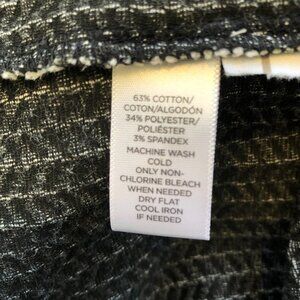 63% COTTON/
COTON/ALGODÓN
34% POLYESTER/
POLIÉSTER
3% SPANDEX
MACHINE WASH
COLD
ONLY NON-
CHLORINE BLEACH
WHEN NEEDED
DRY FLAT
COOL IRON
IF NEEDED